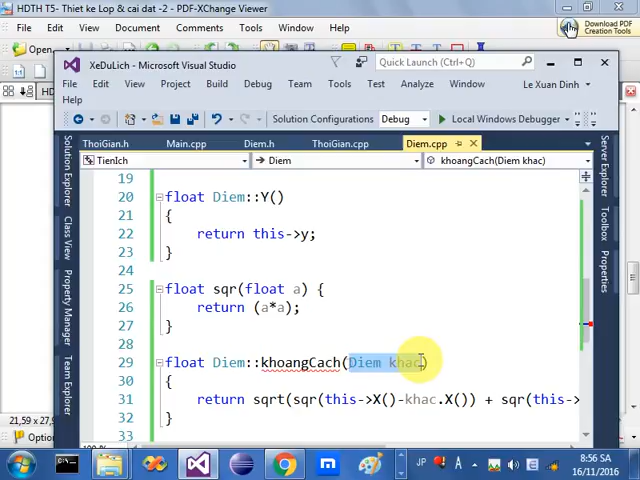 HDTH T5- Thiet ke Lop & cai dat -2 - PDF-XChange Viewer
File Edit View Document Comments Tools Window Help
Download PDF
Creation Tools
Open...
XeDuLich - Microsoft Visual Studio
Quick Launch (Ctrl+Q)
File Edit View Project Build Debug Team Tools Test Analyze Window
Le Xuan Dinh
Help
Solution Configurations Debug Local Windows Debugger
ThoiGian.h Main.cpp Diem.h ThoiGian.cpp Diem.cpp
TienIch Diem khoangCach(Diem khac)
Solution Explorer
Class View
Property Manager
Server Explorer
Toolbox
Properties
19
20 float Diem::Y()
21 {
22 return this->y;
23 }
24
25 float sqr(float a) {
26 return (a*a);
27 }
28
29 float Diem::khoangCach(Diem khac)
30 {
31 return sqrt(sqr(this->X()-khac.X()) + sqr(this->
32 }
33
100 %
21,59 x 27,9
Options
JP
8:56 SA
16/11/2016